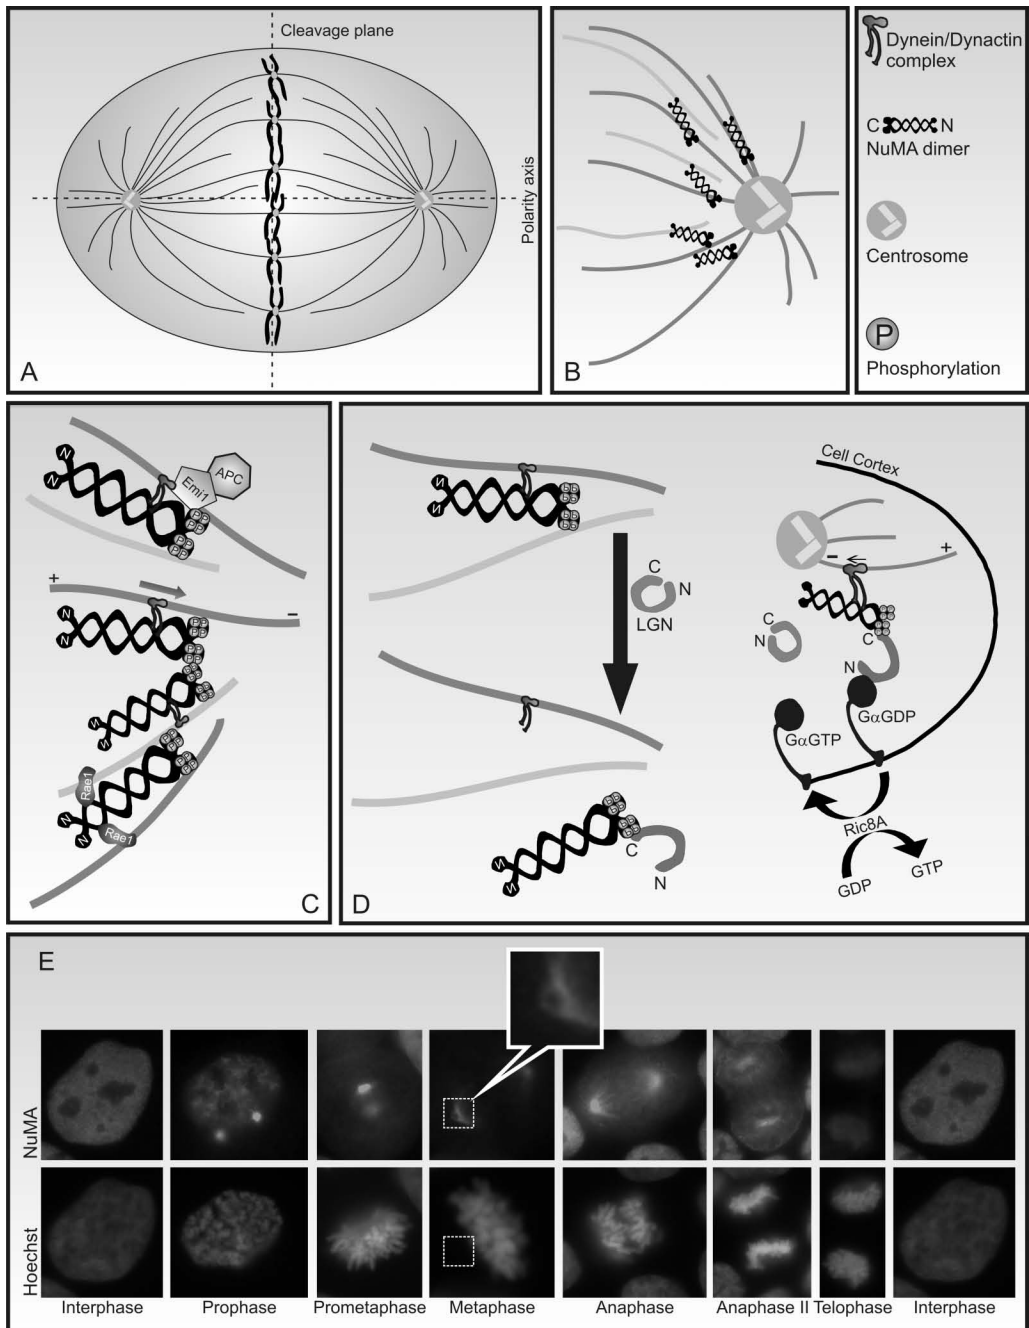 Cleavage plane
Polarity axis
A
B
Dynein/Dynactin
complex
C N
NuMA dimer
Centrosome
P
Phosphorylation
N
N
Emi1
APC
P P
P P
P P
P P
+
−
N
N
P P
P P
P P
P P
P P
P P
P P
P P
N
N
P P
P P
P P
P P
Rae1
N
N
Rae1
C
N
N
P P
P P
P P
P P
C
N
LGN
P P
P P
P P
P P
N
N
C
N
D
Cell Cortex
−
+
C
N
C
N
GαGDP
GαGTP
Ric8A
GDP
GTP
E
NuMA
Hoechst
Interphase
Prophase
Prometaphase
Metaphase
Anaphase
Anaphase II
Telophase
Interphase